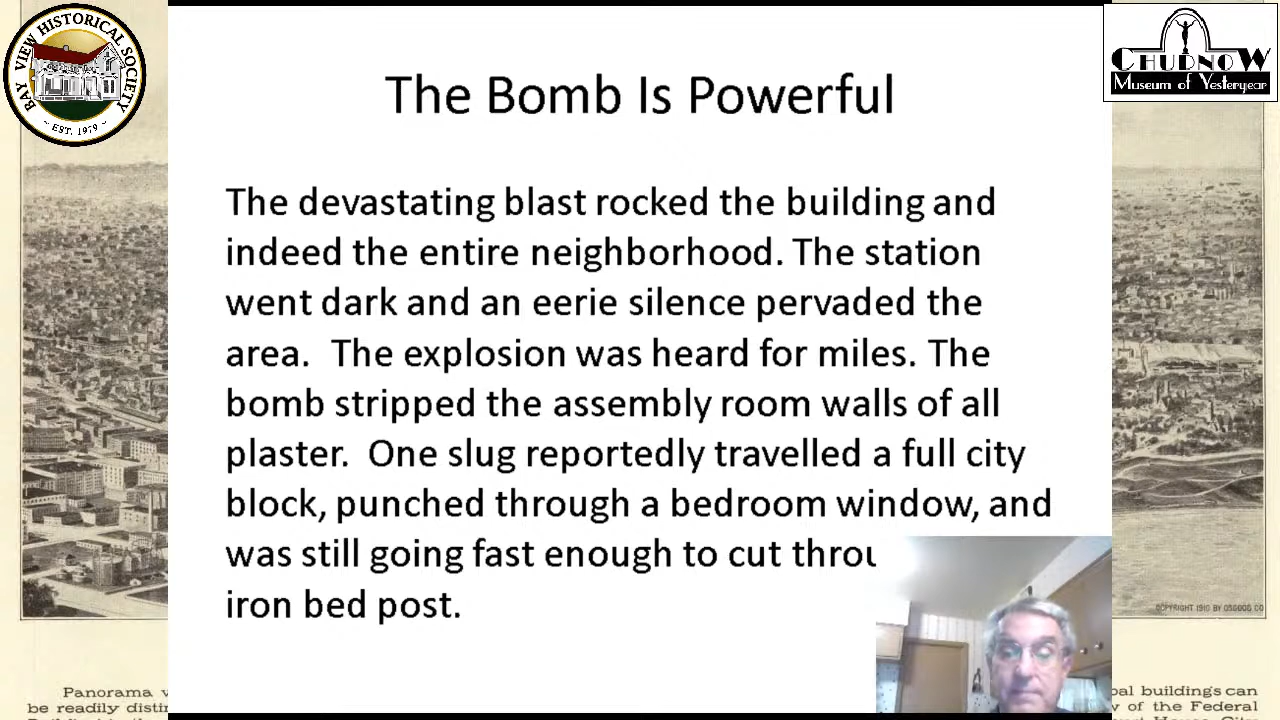 BAY VIEW HISTORICAL SOCIETY
~ EST. 1979 ~
CHUDNOW
Museum of Yesteryear
The Bomb Is Powerful
The devastating blast rocked the building and
indeed the entire neighborhood. The station
went dark and an eerie silence pervaded the
area.  The explosion was heard for miles. The
bomb stripped the assembly room walls of all
plaster.  One slug reportedly travelled a full city
block, punched through a bedroom window, and
was still going fast enough to cut
iron bed post.
COPYRIGHT 1910 BY OSGOOD CO
Panorama
be readily
buildings can
of the Federal